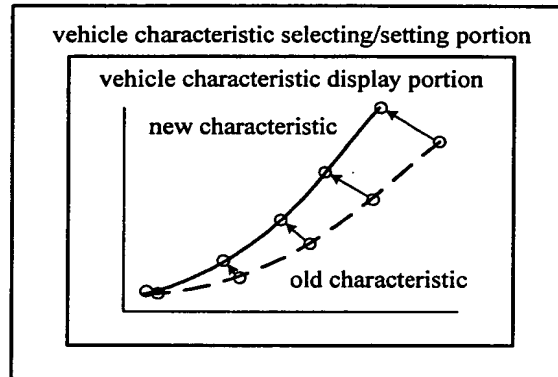 vehicle characteristic selecting/setting portion
vehicle characteristic display portion
new characteristic
old characteristic